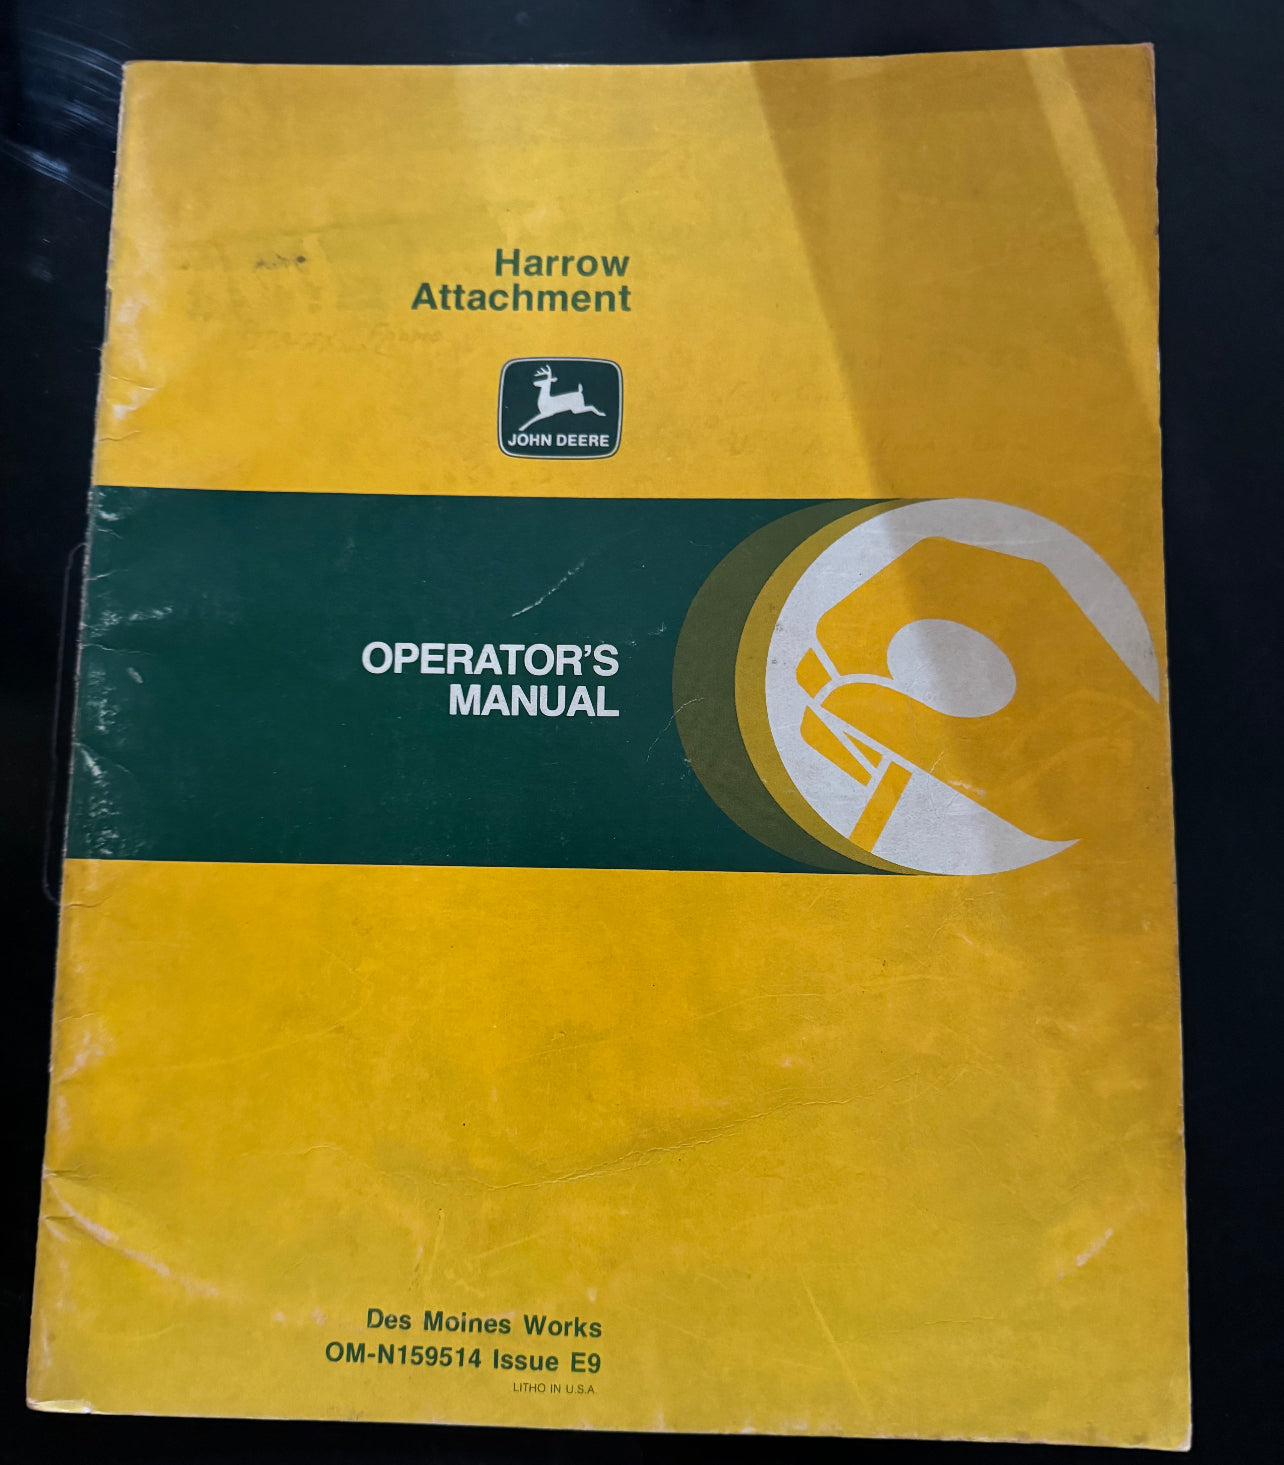 Harrow
Attachment
JOHN DEERE
OPERATOR'S
MANUAL
Des Moines Works
OM-N159514 Issue E9
LITHO IN U.S.A.